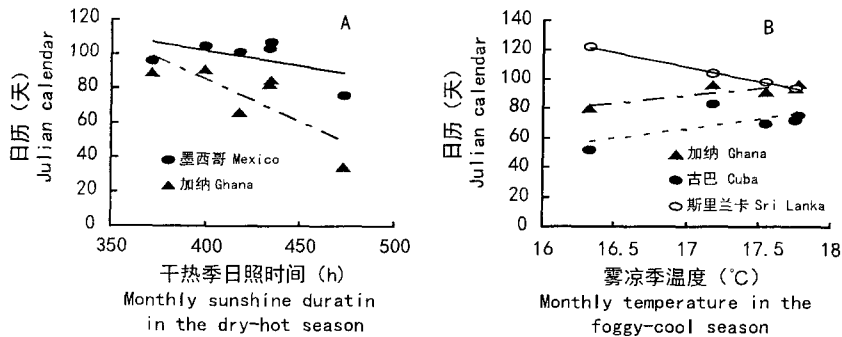 A
120
100
80
60
40
20
0
日历（天）
Julian calendar
墨西哥 Mexico
加纳 Ghana
350
400
450
500
干热季日照时间（h）
Monthly sunshine duratin
in the dry-hot season
B
140
120
100
80
60
40
20
0
日历（天）
Julian calendar
加纳 Ghana
古巴 Cuba
斯里兰卡 Sri Lanka
16
16.5
17
17.5
18
雾凉季温度（℃）
Monthly temperature in the
foggy-cool season